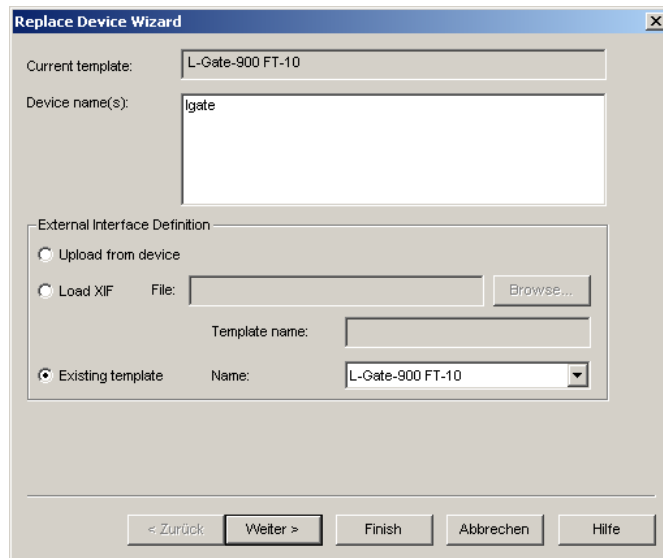 Replace Device Wizard
Current template: L-Gate-900 FT-10
Device name(s): lgate
External Interface Definition
Upload from device
Load XIF File: Browse...
Template name:
Existing template Name: L-Gate-900 FT-10
< Zurück Weiter > Finish Abbrechen Hilfe